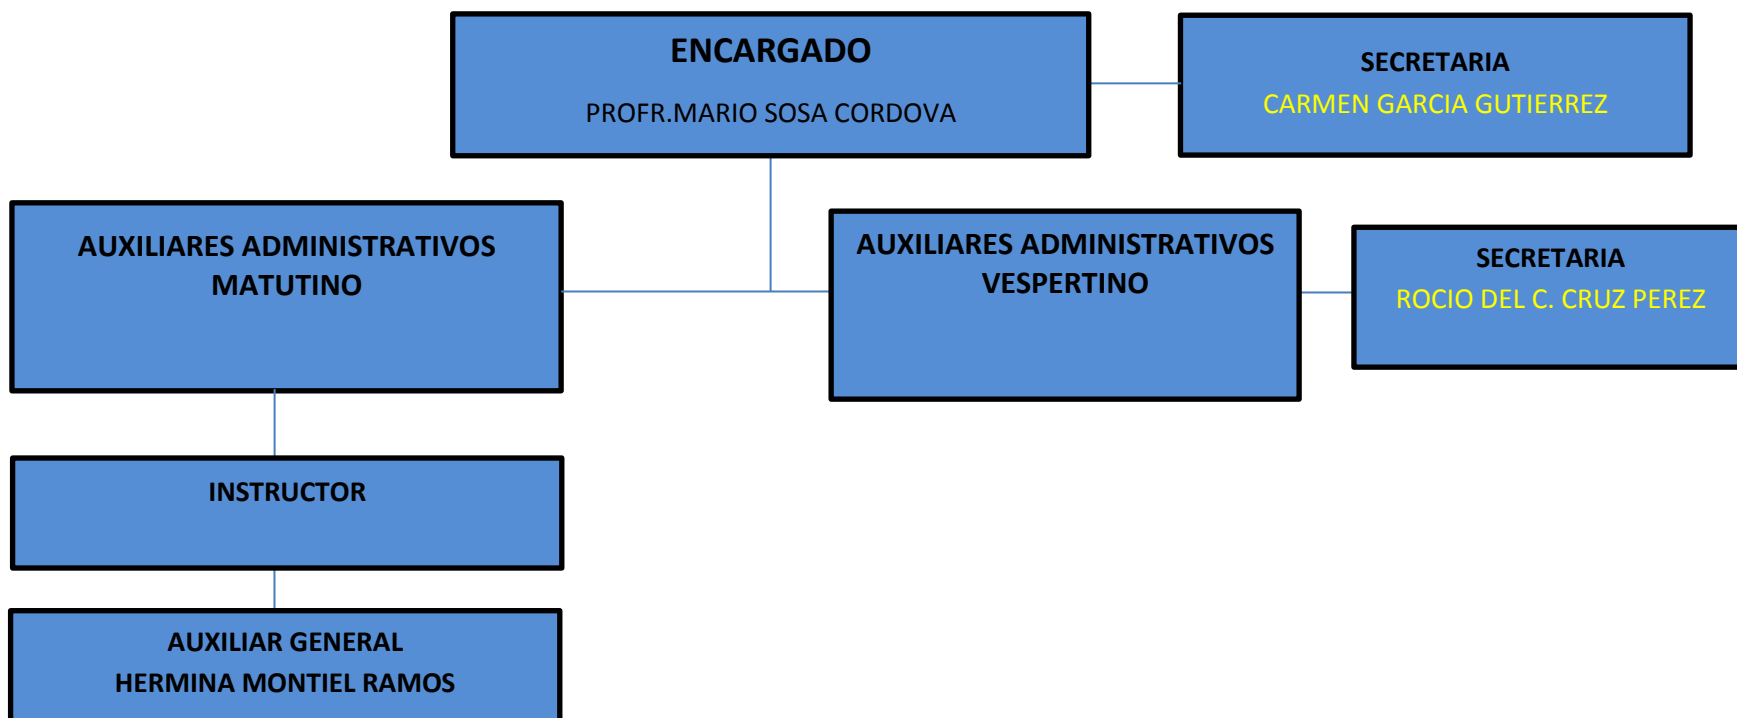 ENCARGADO
PROFR.MARIO SOSA CORDOVA
SECRETARIA
CARMEN GARCIA GUTIERREZ
AUXILIARES ADMINISTRATIVOS
MATUTINO
AUXILIARES ADMINISTRATIVOS
VESPERTINO
SECRETARIA
ROCIO DEL C. CRUZ PEREZ
INSTRUCTOR
AUXILIAR GENERAL
HERMINA MONTIEL RAMOS